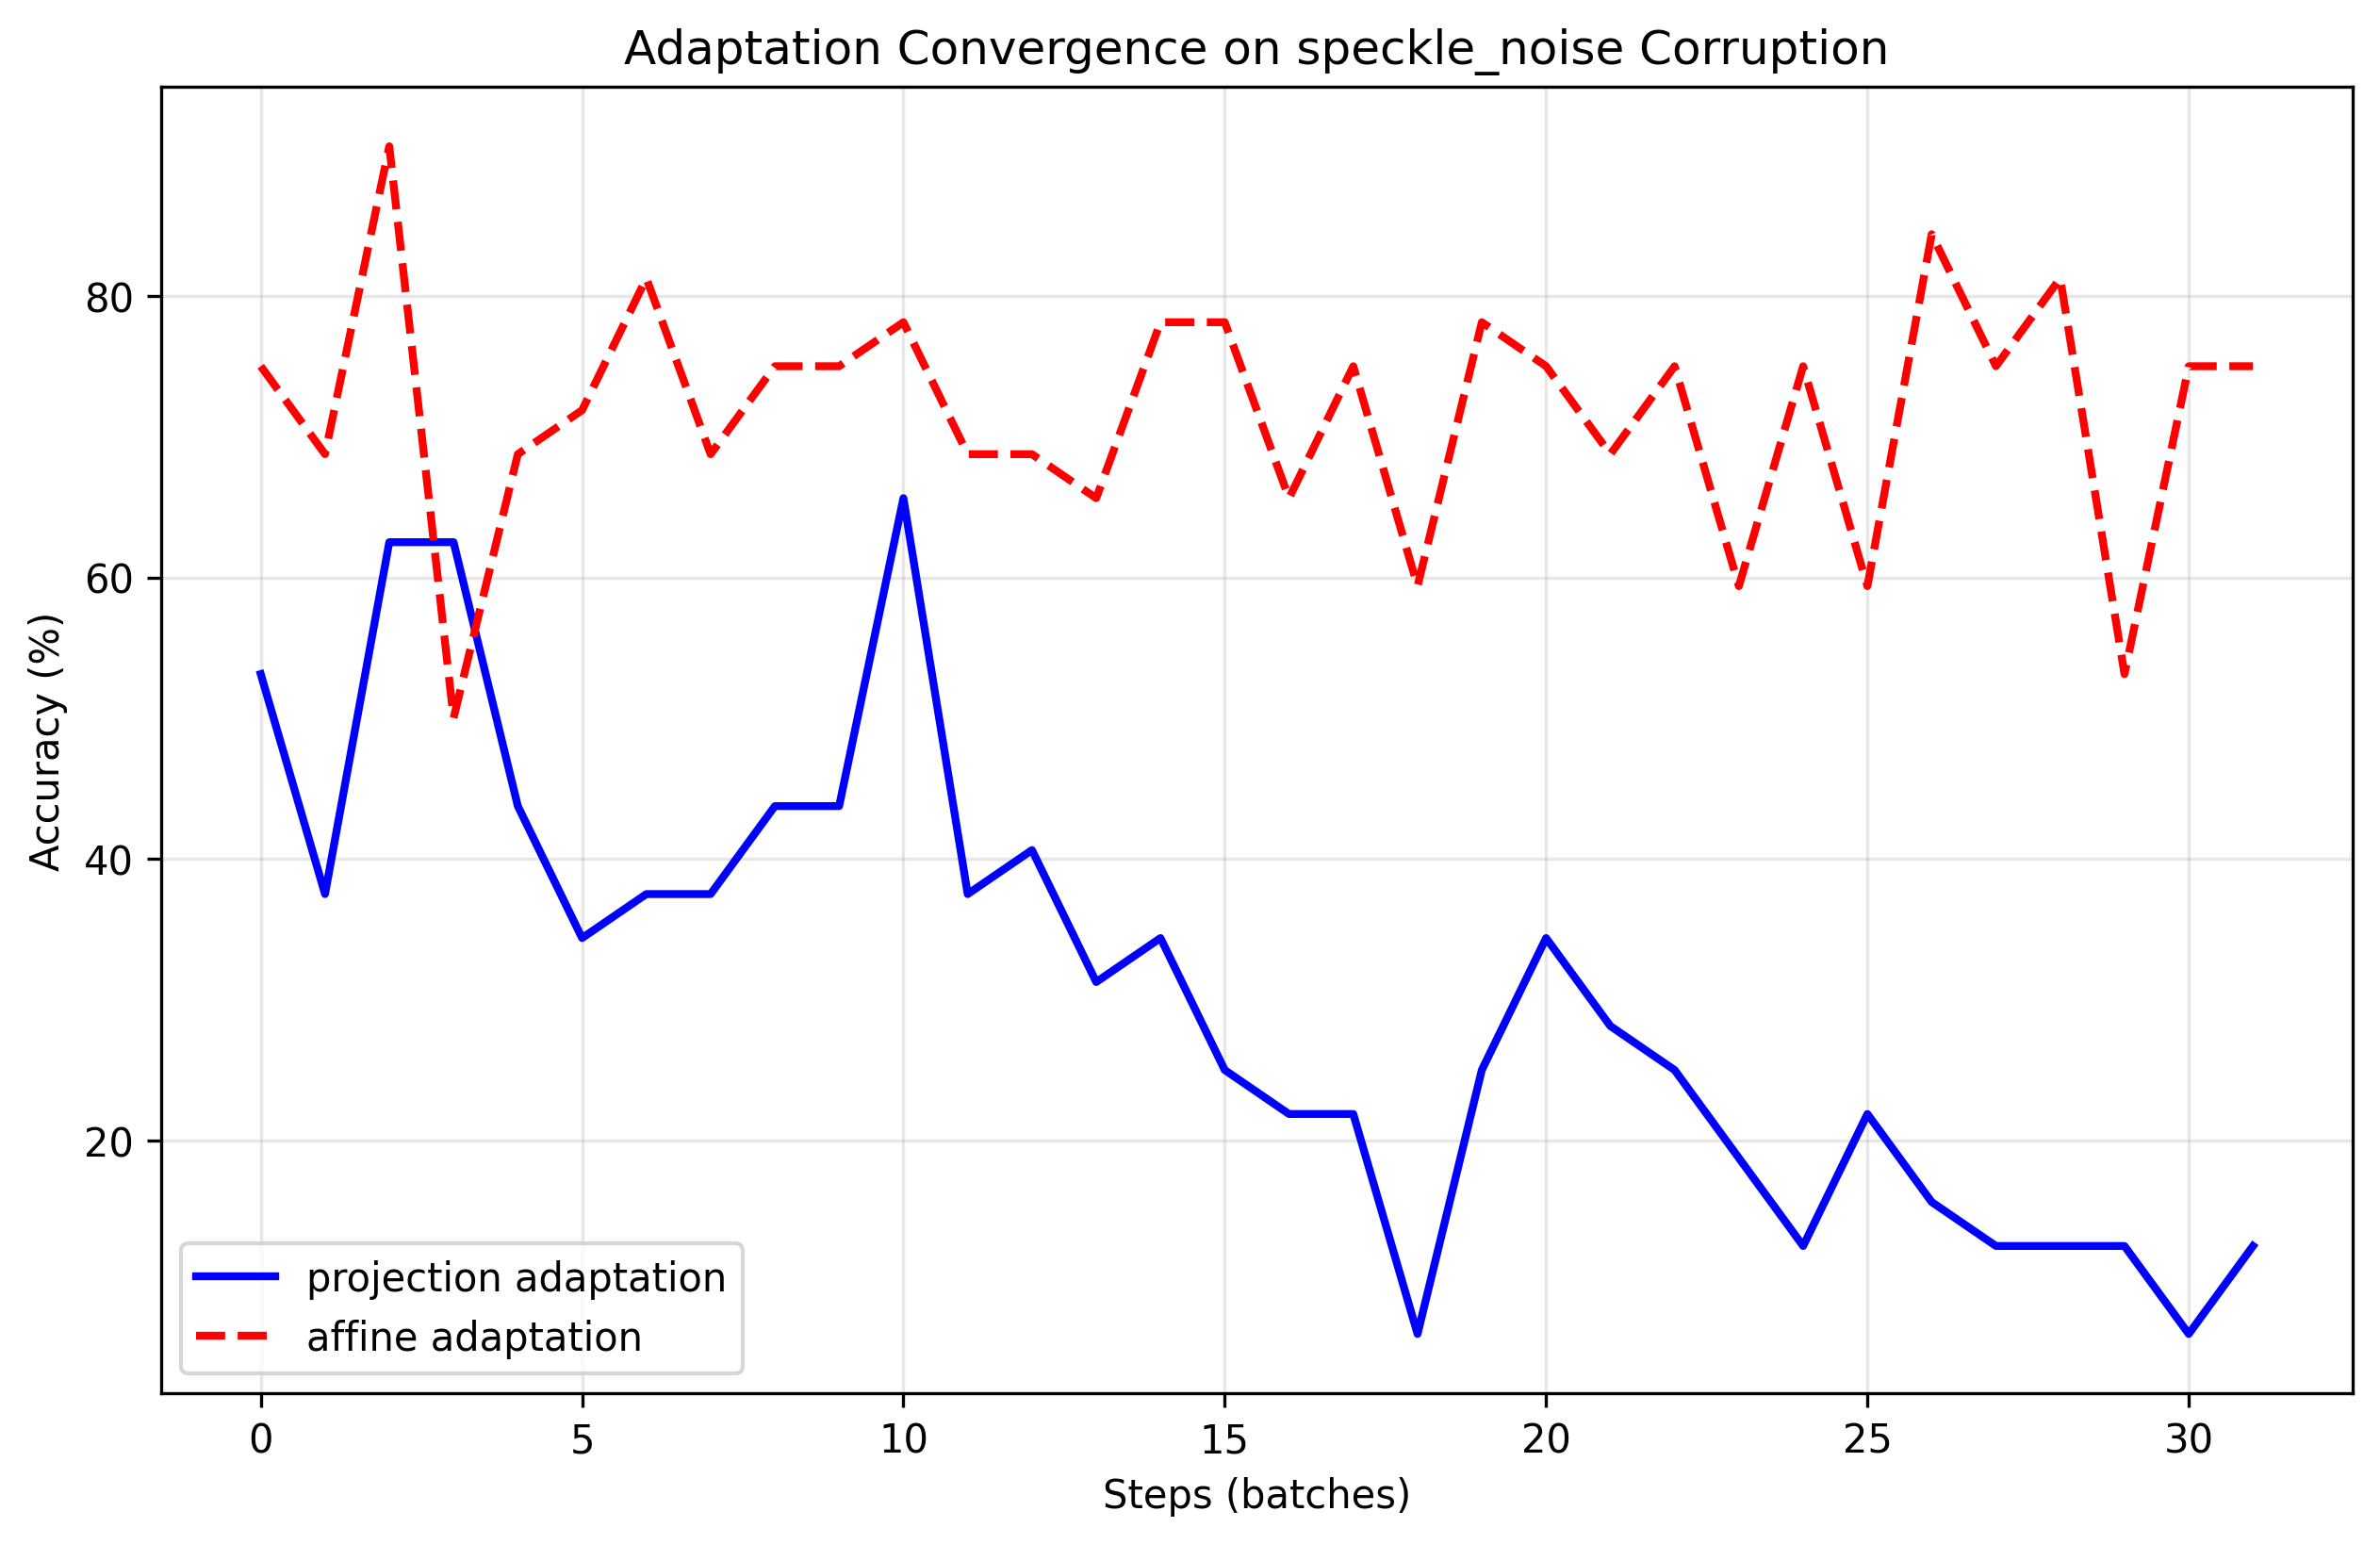 Adaptation Convergence on speckle_noise Corruption
Accuracy (%)
80
60
40
20
projection adaptation
affine adaptation
0 5 10 15 20 25 30
Steps (batches)